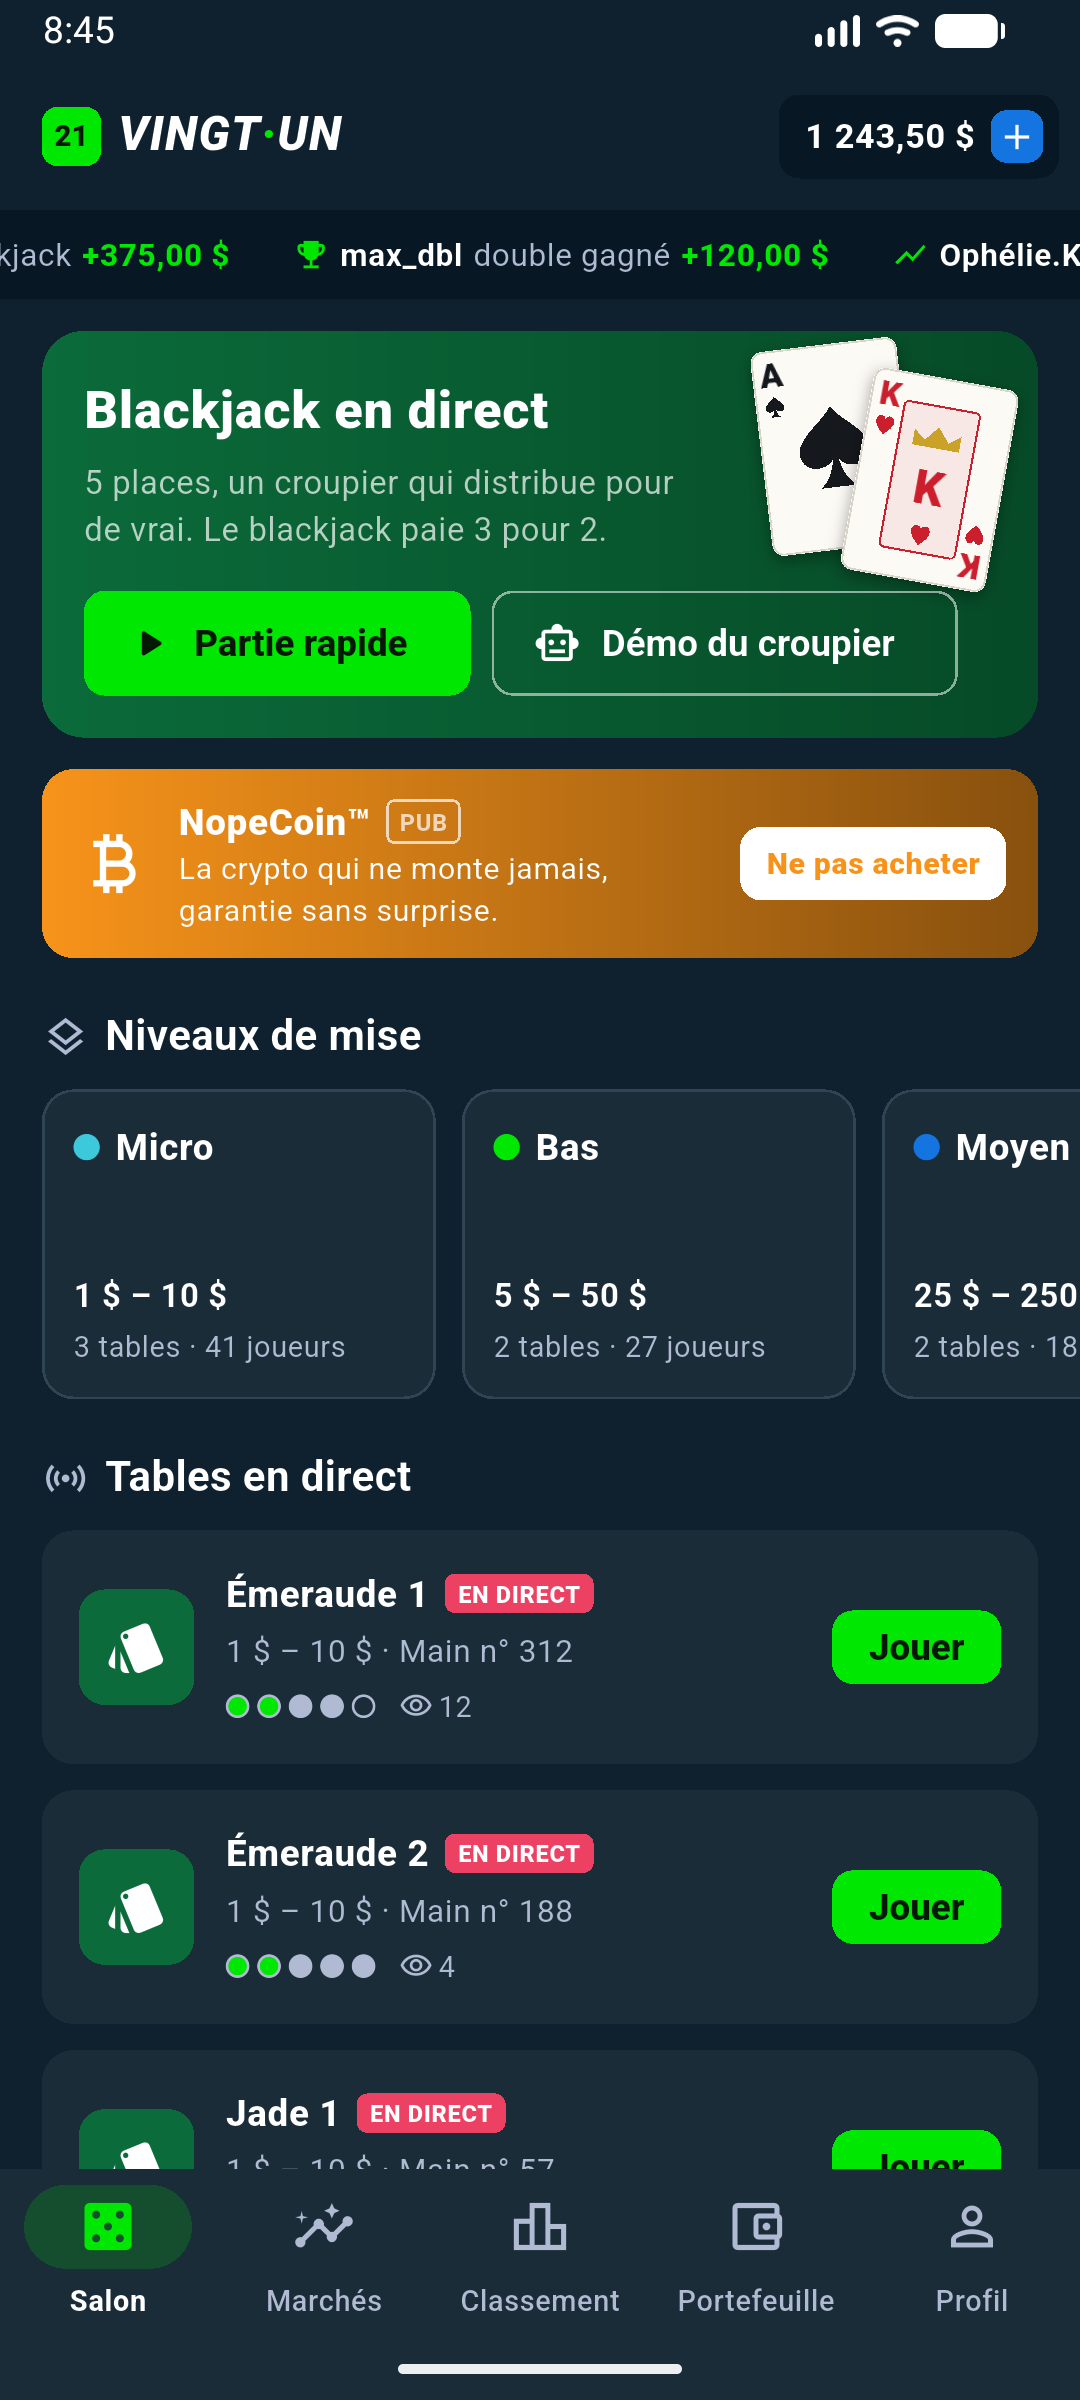 8:45
21 VINGT·UN
1 243,50 $
kjack +375,00 $ max_dbl double gagné +120,00 $ Ophélie.K
Blackjack en direct
5 places, un croupier qui distribue pour
de vrai. Le blackjack paie 3 pour 2.
A
K
K
K
Partie rapide
Démo du croupier
NopeCoin™ PUB
La crypto qui ne monte jamais,
garantie sans surprise.
Ne pas acheter
Niveaux de mise
Micro
1 $ – 10 $
3 tables · 41 joueurs
Bas
5 $ – 50 $
2 tables · 27 joueurs
Moyen
25 $ – 250
2 tables · 18
Tables en direct
Émeraude 1 EN DIRECT
1 $ – 10 $ · Main n° 312
12
Jouer
Émeraude 2 EN DIRECT
1 $ – 10 $ · Main n° 188
4
Jouer
Jade 1 EN DIRECT
1 $ – 10 $ · Main n° 57
Jouer
Salon
Marchés
Classement
Portefeuille
Profil